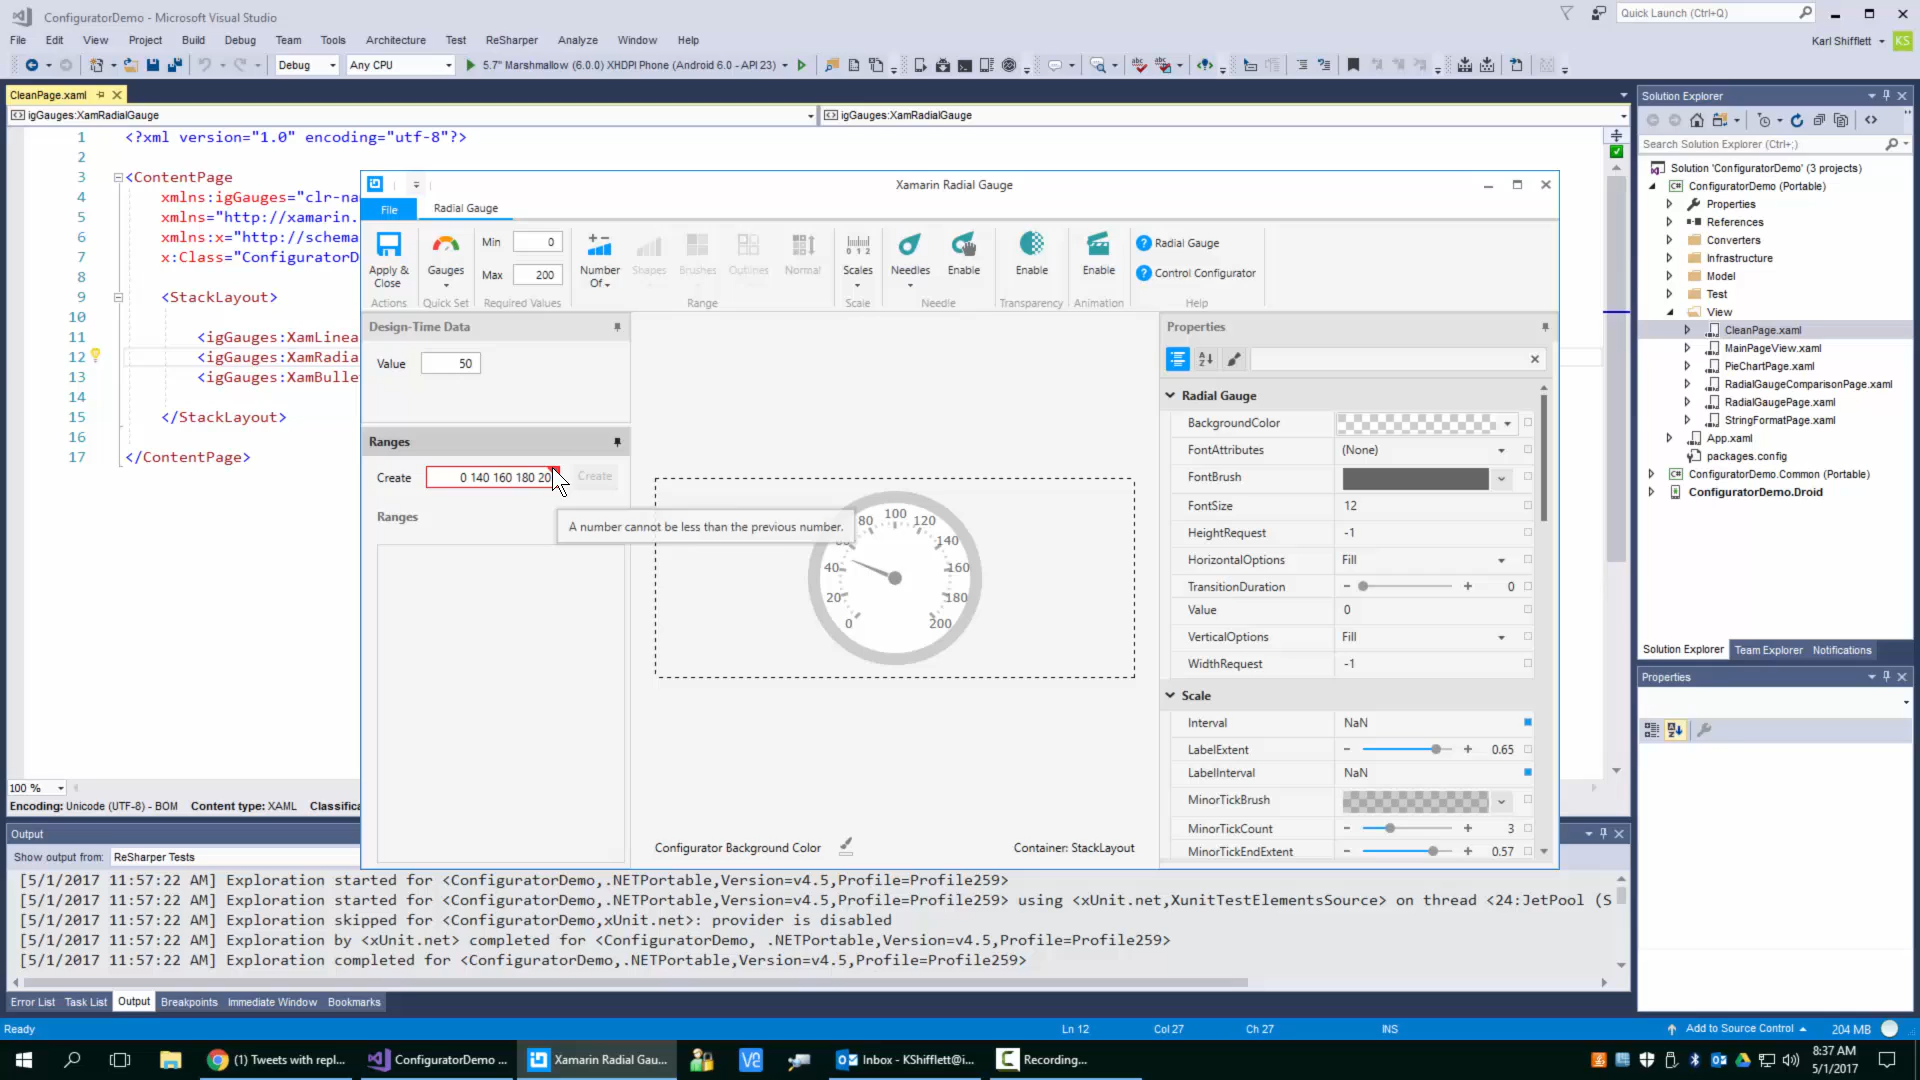 ConfiguratorDemo - Microsoft Visual Studio
Quick Launch (Ctrl+Q)
File Edit View Project Build Debug Team Tools Architecture Test ReSharper Analyze Window Help
Karl Shifflett KS
Debug Any CPU 5.7" Marshmallow (6.0.0) XHDPI Phone (Android 6.0 - API 23)
CleanPage.xaml
igGauges:XamRadialGauge igGauges:XamRadialGauge
1 <?xml version="1.0" encoding="utf-8"?>
2
3 <ContentPage
4 xmlns:igGauges="clr-na
5 xmlns="http://xamarin.
6 xmlns:x="http://schema
7 x:Class="ConfiguratorD
8
9 <StackLayout>
10
11 <igGauges:XamLinea
12 <igGauges:XamRadia
13 <igGauges:XamBulle
14
15 </StackLayout>
16
17 </ContentPage>
100 %
Encoding: Unicode (UTF-8) - BOM Content type: XAML Classifica
Xamarin Radial Gauge
File Radial Gauge
Apply & Close
Actions
Gauges
Quick Set
Min 0
Max 200
Required Values
Number Of
Shapes
Brushes
Outlines
Normal
Range
Scales
Scale
Needles
Enable
Needle
Enable
Transparency
Enable
Animation
Radial Gauge
Control Configurator
Help
Design-Time Data
Value 50
Ranges
Create 0 140 160 180 20 Create
Ranges
A number cannot be less than the previous number.
0
20
40
80
100
120
140
160
180
200
Configurator Background Color
Container: StackLayout
Properties
Radial Gauge
BackgroundColor
FontAttributes (None)
FontBrush
FontSize 12
HeightRequest -1
HorizontalOptions Fill
TransitionDuration - + 0
Value 0
VerticalOptions Fill
WidthRequest -1
Scale
Interval NaN
LabelExtent - + 0.65
LabelInterval NaN
MinorTickBrush
MinorTickCount - + 3
MinorTickEndExtent - + 0.57
Solution Explorer
Search Solution Explorer (Ctrl+;)
Solution 'ConfiguratorDemo' (3 projects)
ConfiguratorDemo (Portable)
Properties
References
Converters
Infrastructure
Model
Test
View
CleanPage.xaml
MainPageView.xaml
PieChartPage.xaml
RadialGaugeComparisonPage.xaml
RadialGaugePage.xaml
StringFormatPage.xaml
App.xaml
packages.config
ConfiguratorDemo.Common (Portable)
ConfiguratorDemo.Droid
Solution Explorer Team Explorer Notifications
Properties
Output
Show output from: ReSharper Tests
[5/1/2017 11:57:22 AM] Exploration started for <ConfiguratorDemo,.NETPortable,Version=v4.5,Profile=Profile259>
[5/1/2017 11:57:22 AM] Exploration started for <ConfiguratorDemo,.NETPortable,Version=v4.5,Profile=Profile259> using <xUnit.net,XunitTestElementsSource> on thread <24:JetPool (S
[5/1/2017 11:57:22 AM] Exploration skipped for <ConfiguratorDemo,xUnit.net>: provider is disabled
[5/1/2017 11:57:22 AM] Exploration by <xUnit.net> completed for <ConfiguratorDemo, .NETPortable,Version=v4.5,Profile=Profile259>
[5/1/2017 11:57:22 AM] Exploration completed for <ConfiguratorDemo,.NETPortable,Version=v4.5,Profile=Profile259>
Error List Task List Output Breakpoints Immediate Window Bookmarks
Ready Ln 12 Col 27 Ch 27 INS Add to Source Control 204 MB
(1) Tweets with repl... ConfiguratorDemo ... Xamarin Radial Gau... Inbox - KShifflett@i... Recording...
8:37 AM
5/1/2017